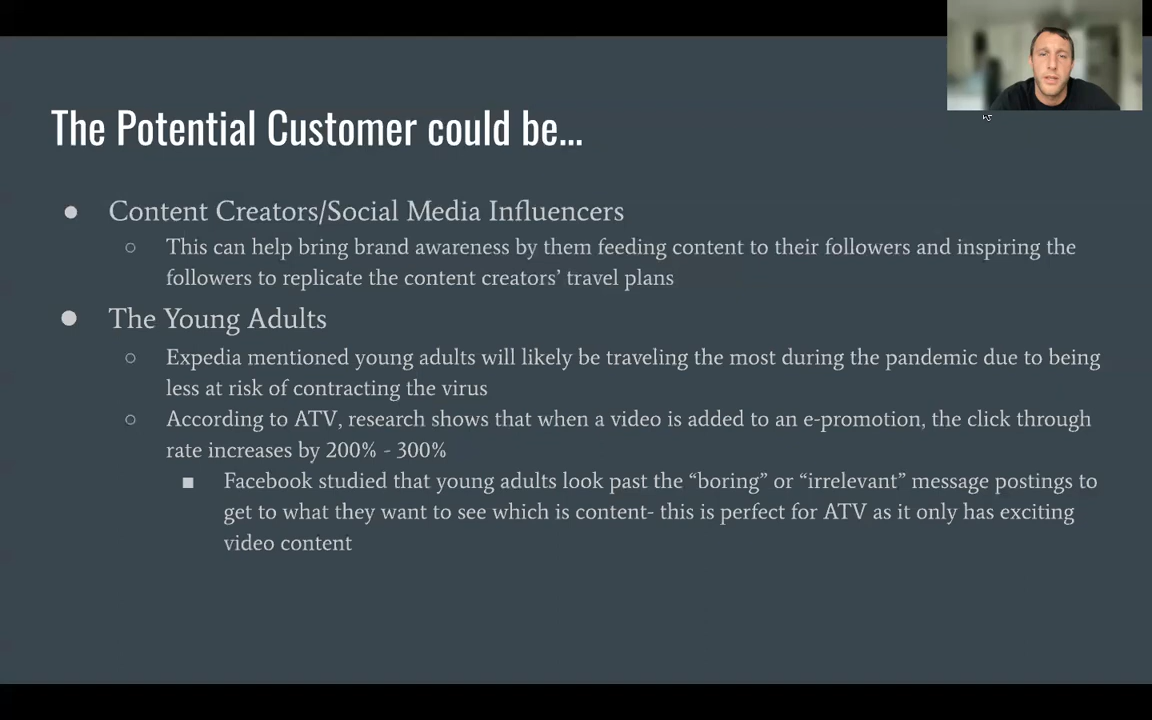 The Potential Customer could be...
● Content Creators/Social Media Influencers
○ This can help bring brand awareness by them feeding content to their followers and inspiring the
followers to replicate the content creators’ travel plans
● The Young Adults
○ Expedia mentioned young adults will likely be traveling the most during the pandemic due to being
less at risk of contracting the virus
○ According to ATV, research shows that when a video is added to an e-promotion, the click through
rate increases by 200% - 300%
■ Facebook studied that young adults look past the “boring” or “irrelevant” message postings to
get to what they want to see which is content- this is perfect for ATV as it only has exciting
video content